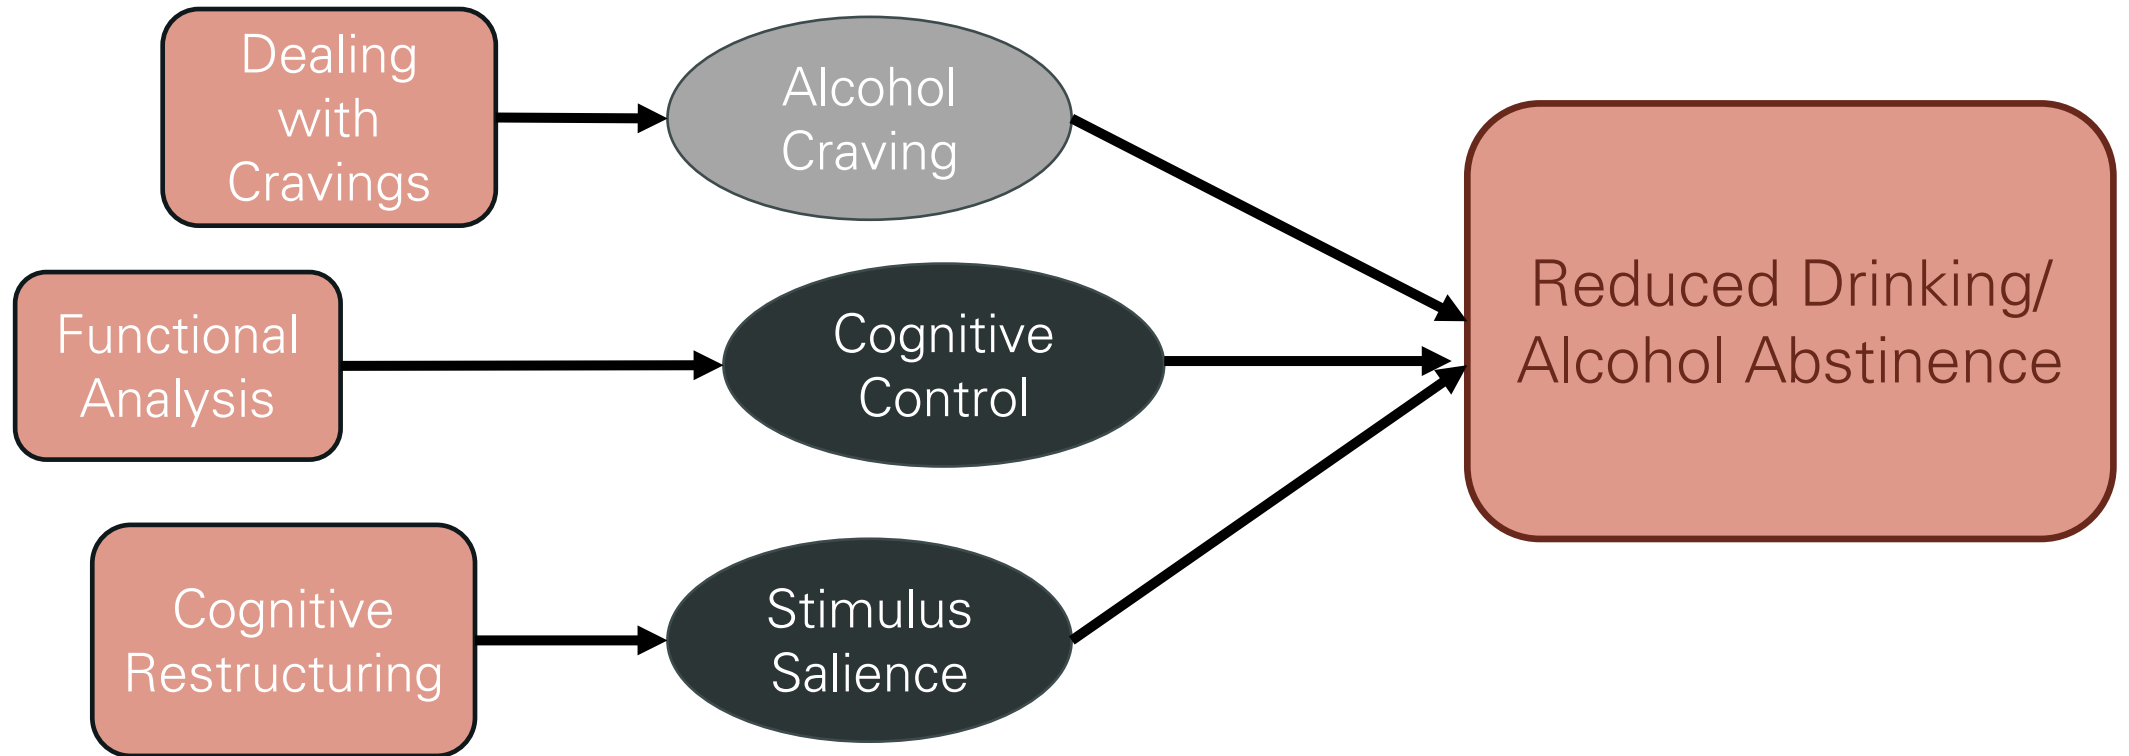 Dealing
with
Cravings
Alcohol
Craving
Functional
Analysis
Cognitive
Control
Reduced Drinking/
Alcohol Abstinence
Cognitive
Restructuring
Stimulus
Salience